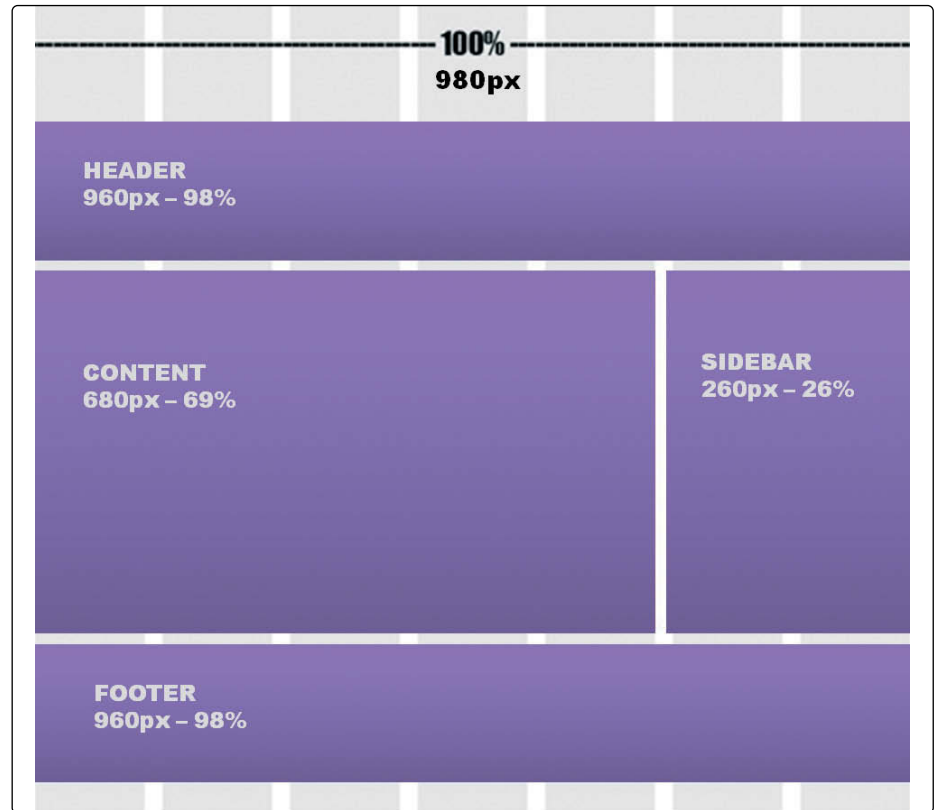 100%
980px
HEADER
960px – 98%
CONTENT
680px – 69%
SIDEBAR
260px – 26%
FOOTER
960px – 98%